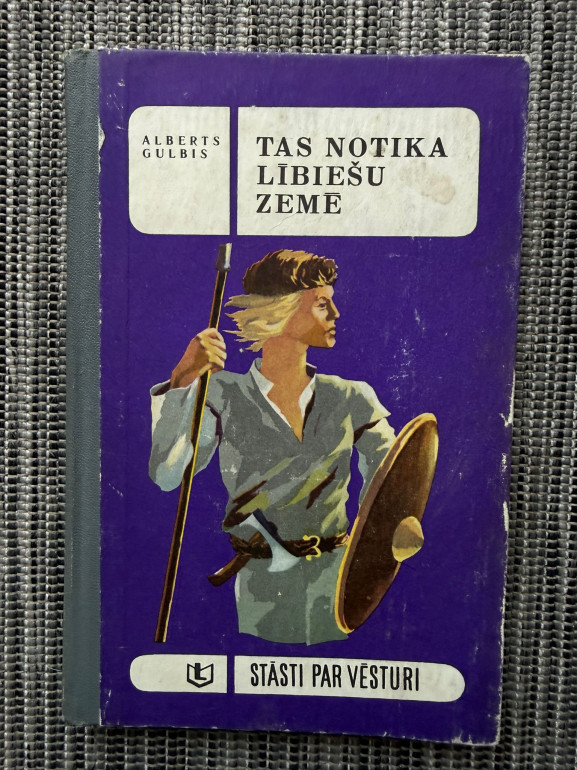 ALBERTS
GULBIS
TAS NOTIKA
LĪBIEŠU
ZEMĒ
L
STĀSTI PAR VĒSTURI